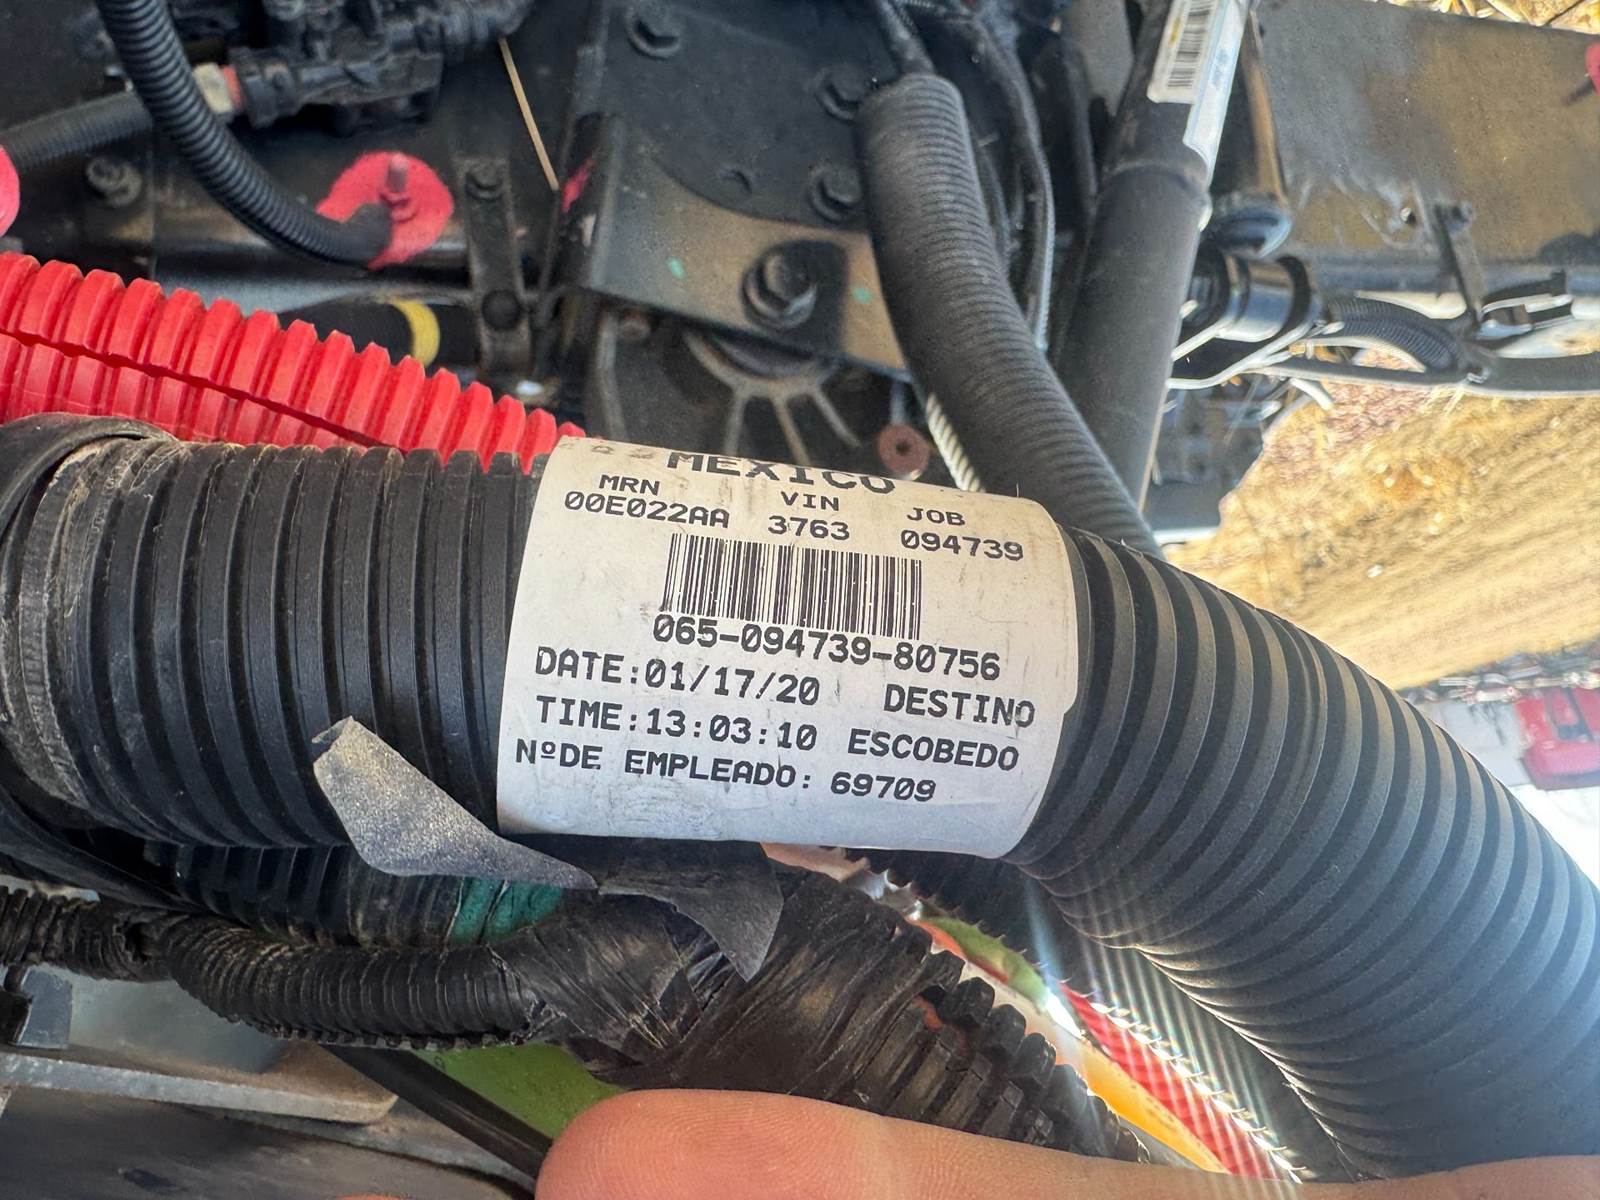 MEXICO
MRN VIN JOB
00E022AA 3763 094739
065-094739-80756
DATE:01/17/20 DESTINO
TIME:13:03:10 ESCOBEDO
NºDE EMPLEADO: 69709